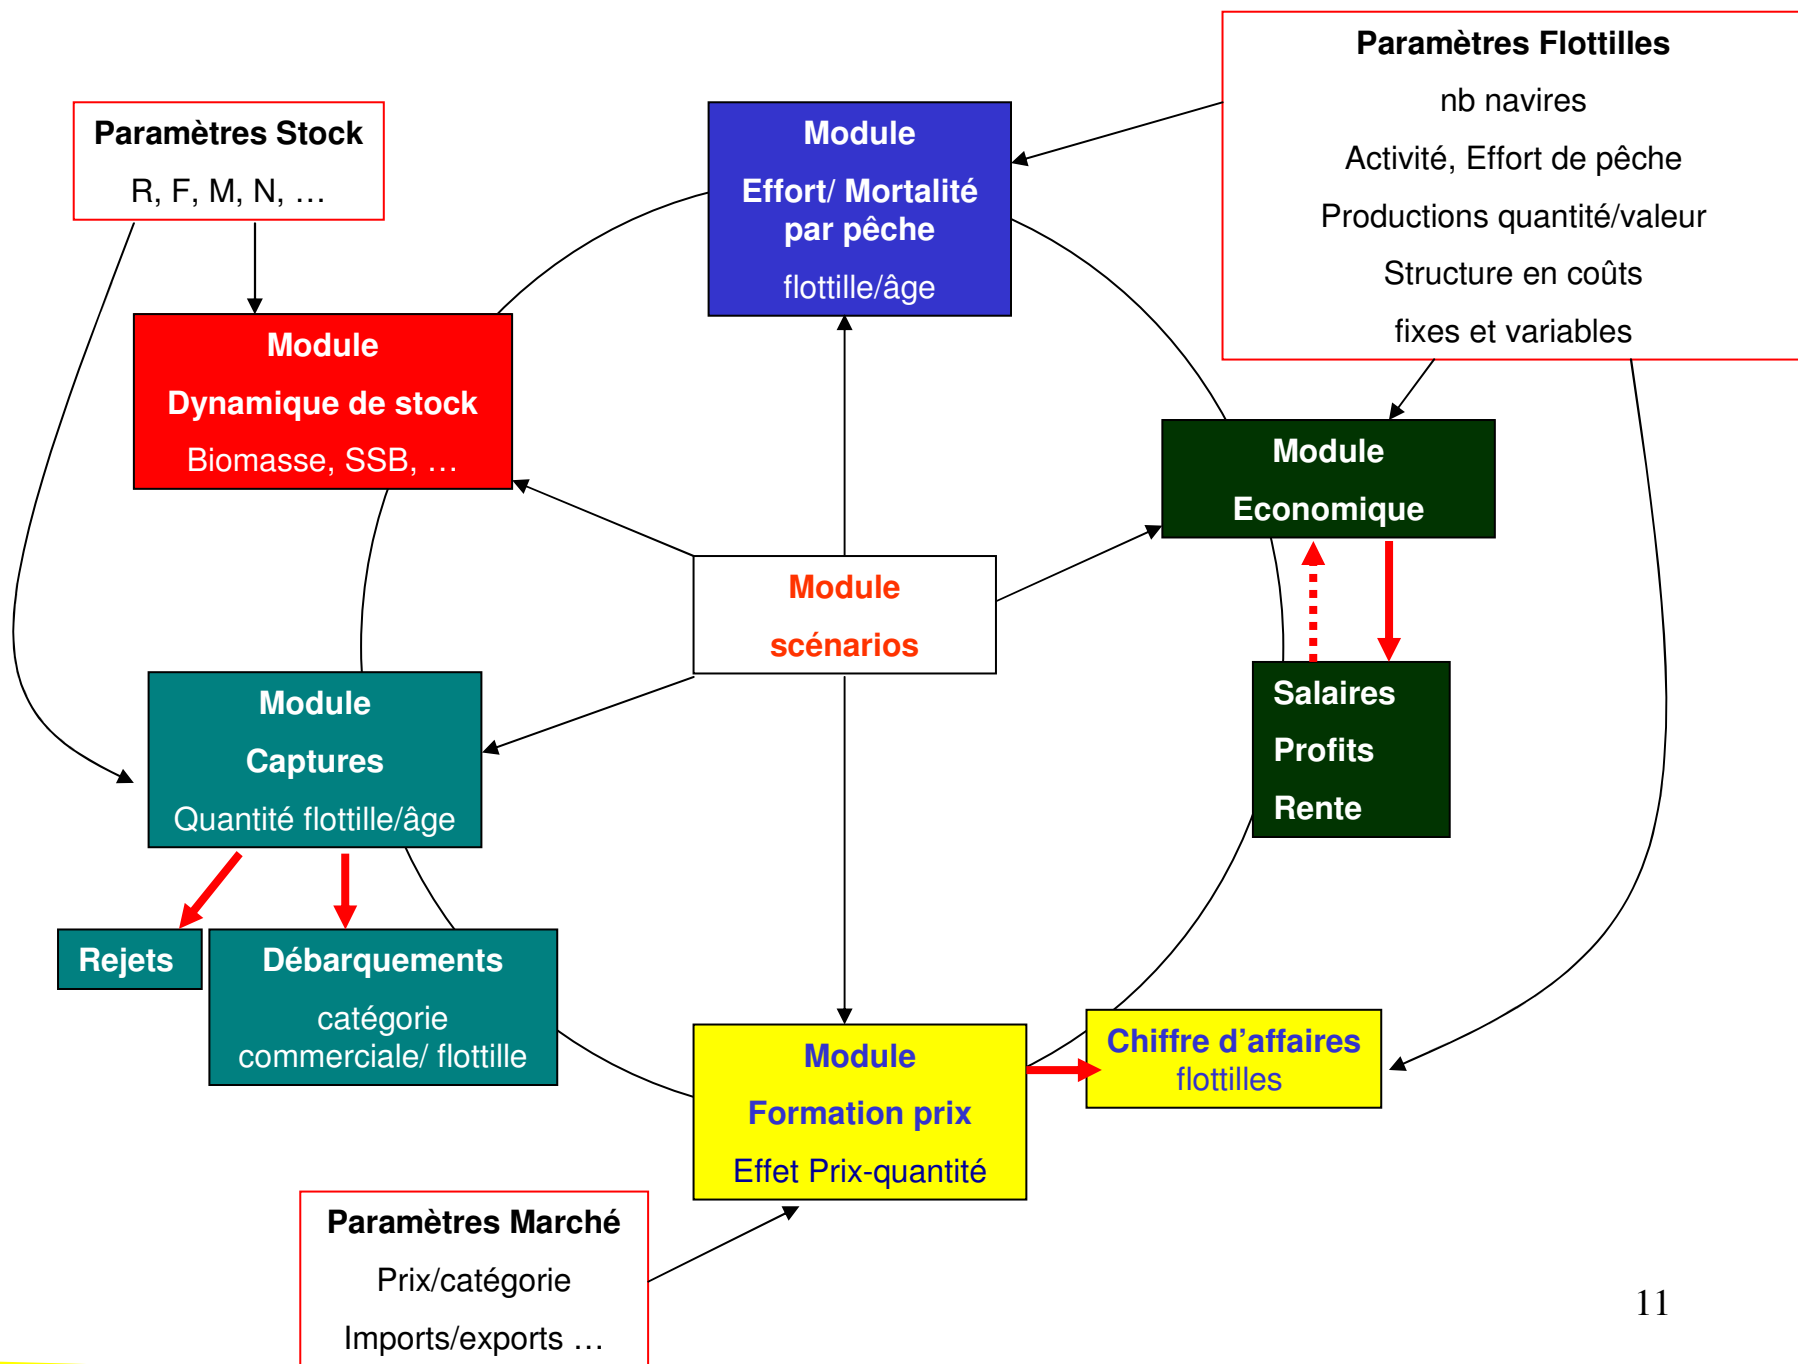 Paramètres Flottilles
nb navires
Activité, Effort de pêche
Productions quantité/valeur
Structure en coûts
fixes et variables
Paramètres Stock
R, F, M, N, …
Module
Effort/ Mortalité
par pêche
flottille/âge
Module
Dynamique de stock
Biomasse, SSB, …
Module
Economique
Module
scénarios
Module
Captures
Quantité flottille/âge
Salaires
Profits
Rente
Rejets
Débarquements
catégorie
commerciale/ flottille
Module
Formation prix
Effet Prix-quantité
Chiffre d'affaires
flottilles
Paramètres Marché
Prix/catégorie
Imports/exports …
11